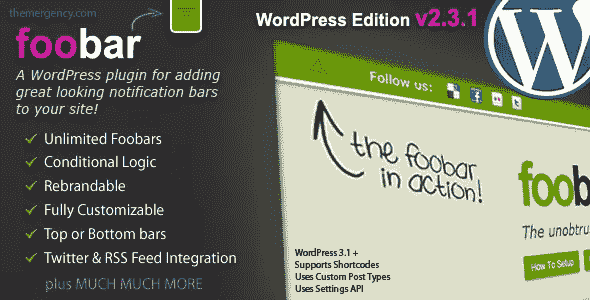 themergency.com
foobar
WordPress Edition v2.3.1
A WordPress plugin for adding
great looking notification bars
to your site!
Unlimited Foobars
Conditional Logic
Rebrandable
Fully Customizable
Top or Bottom bars
Twitter & RSS Feed Integration
plus MUCH MUCH MORE
Follow us:
the foobar
in action!
foob
The unobtru
How To Setup
WordPress 3.1 +
Supports Shortcodes
Uses Custom Post Types
Uses Settings API